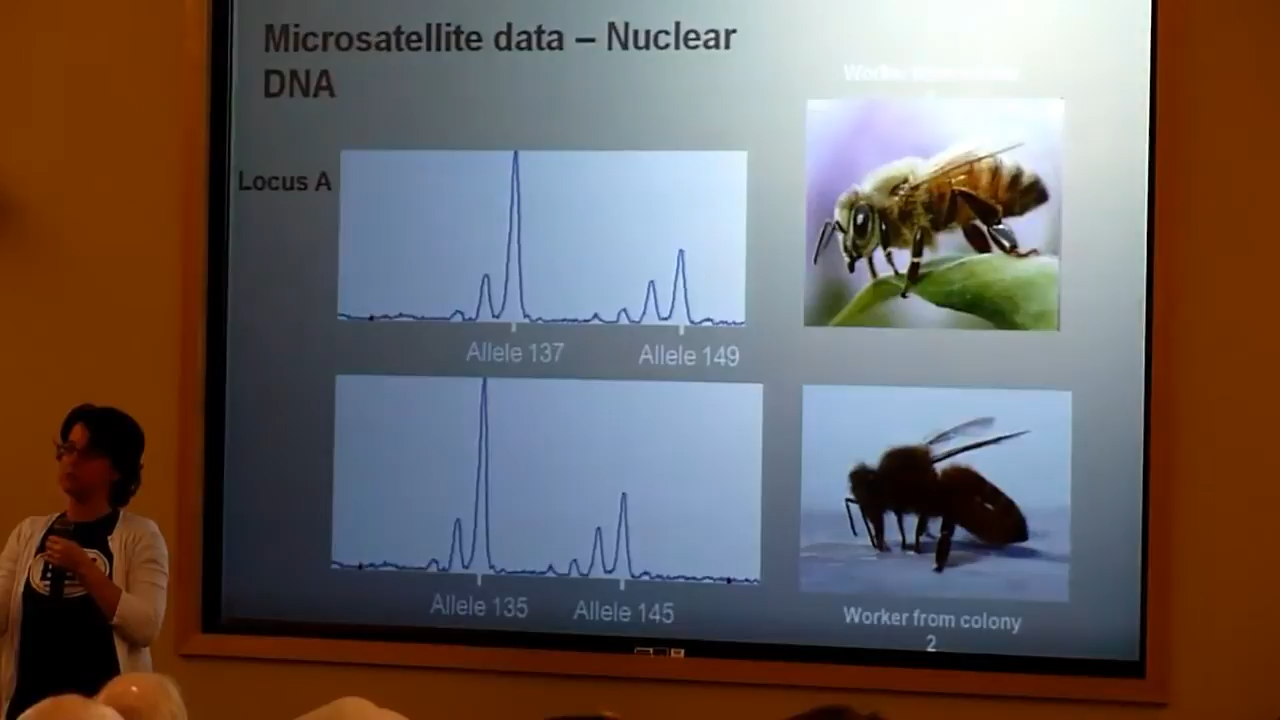 Microsatellite data – Nuclear
DNA
Locus A
Allele 137
Allele 149
Allele 135
Allele 145
Worker from colony
2